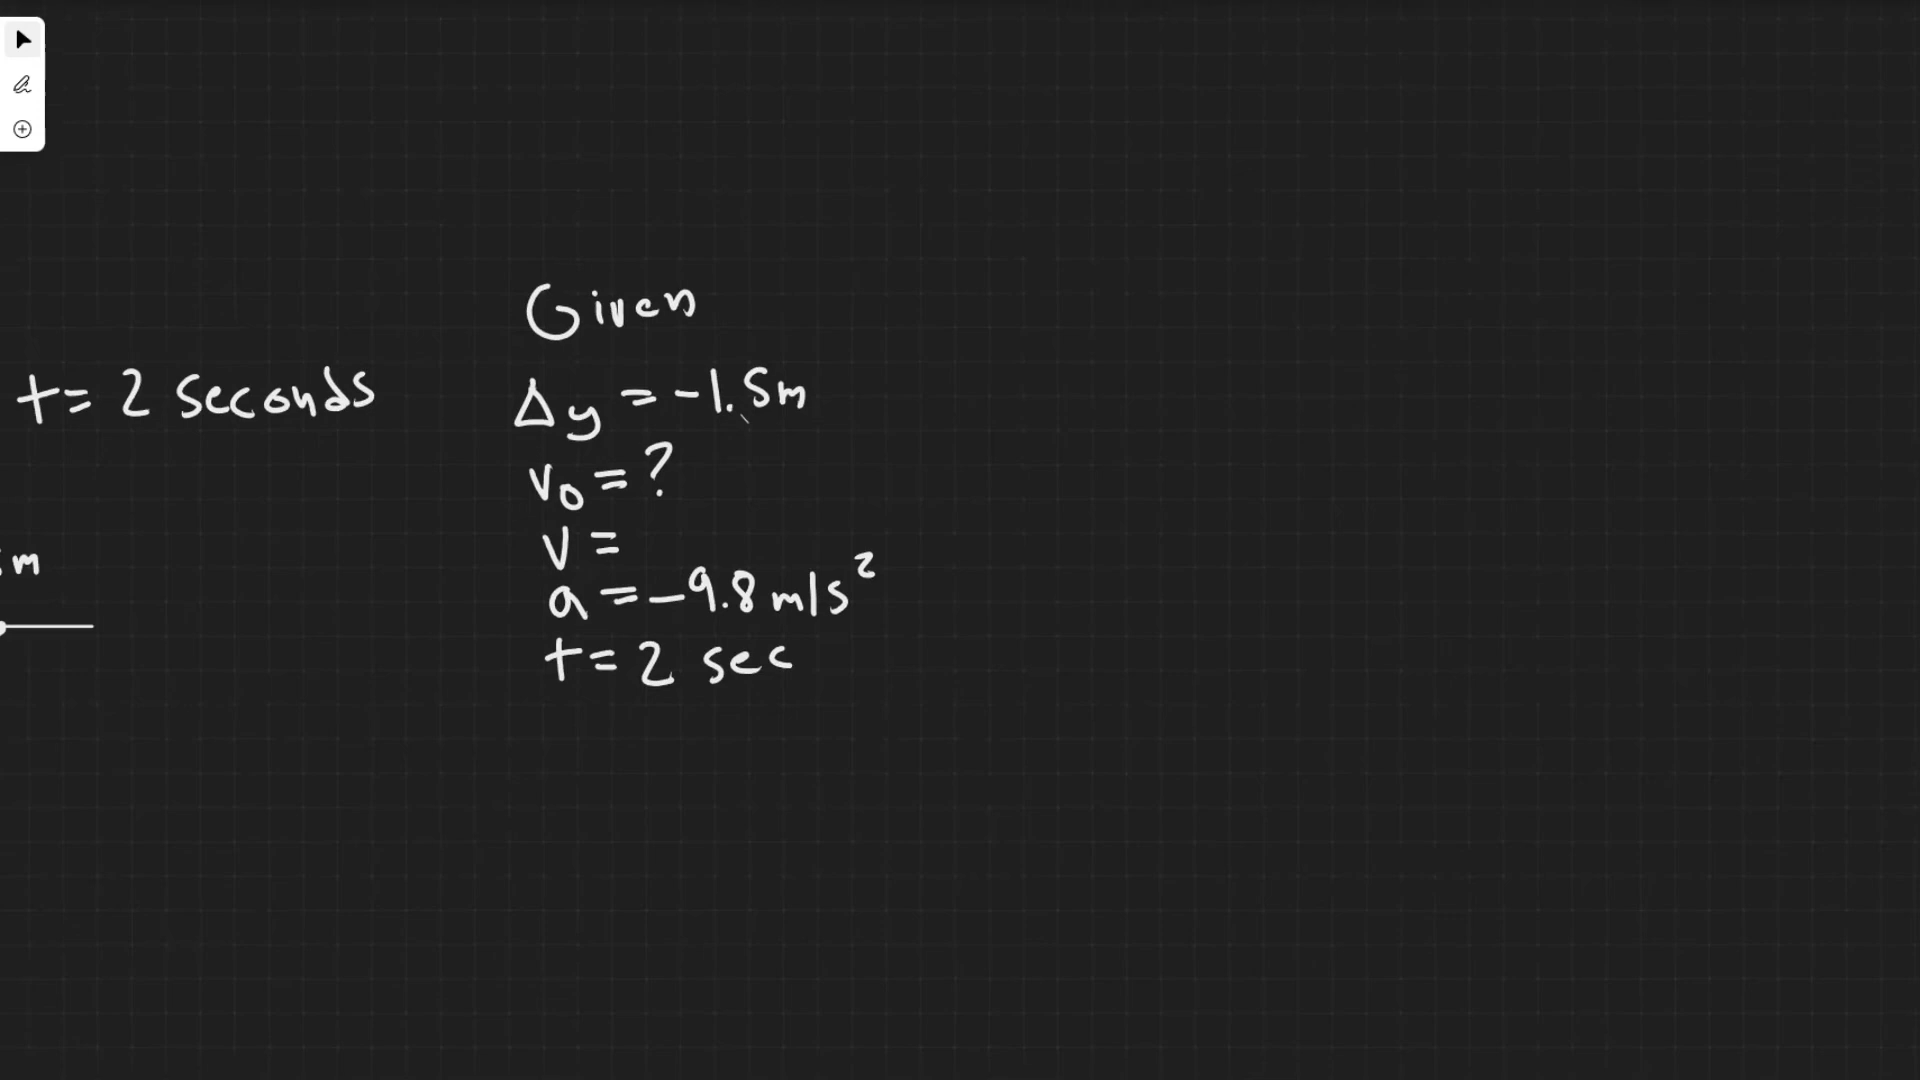 Given
t= 2 seconds
Δy = -1.5m
v₀ = ?
v =
m
a = -9.8 m/s²
t= 2 sec